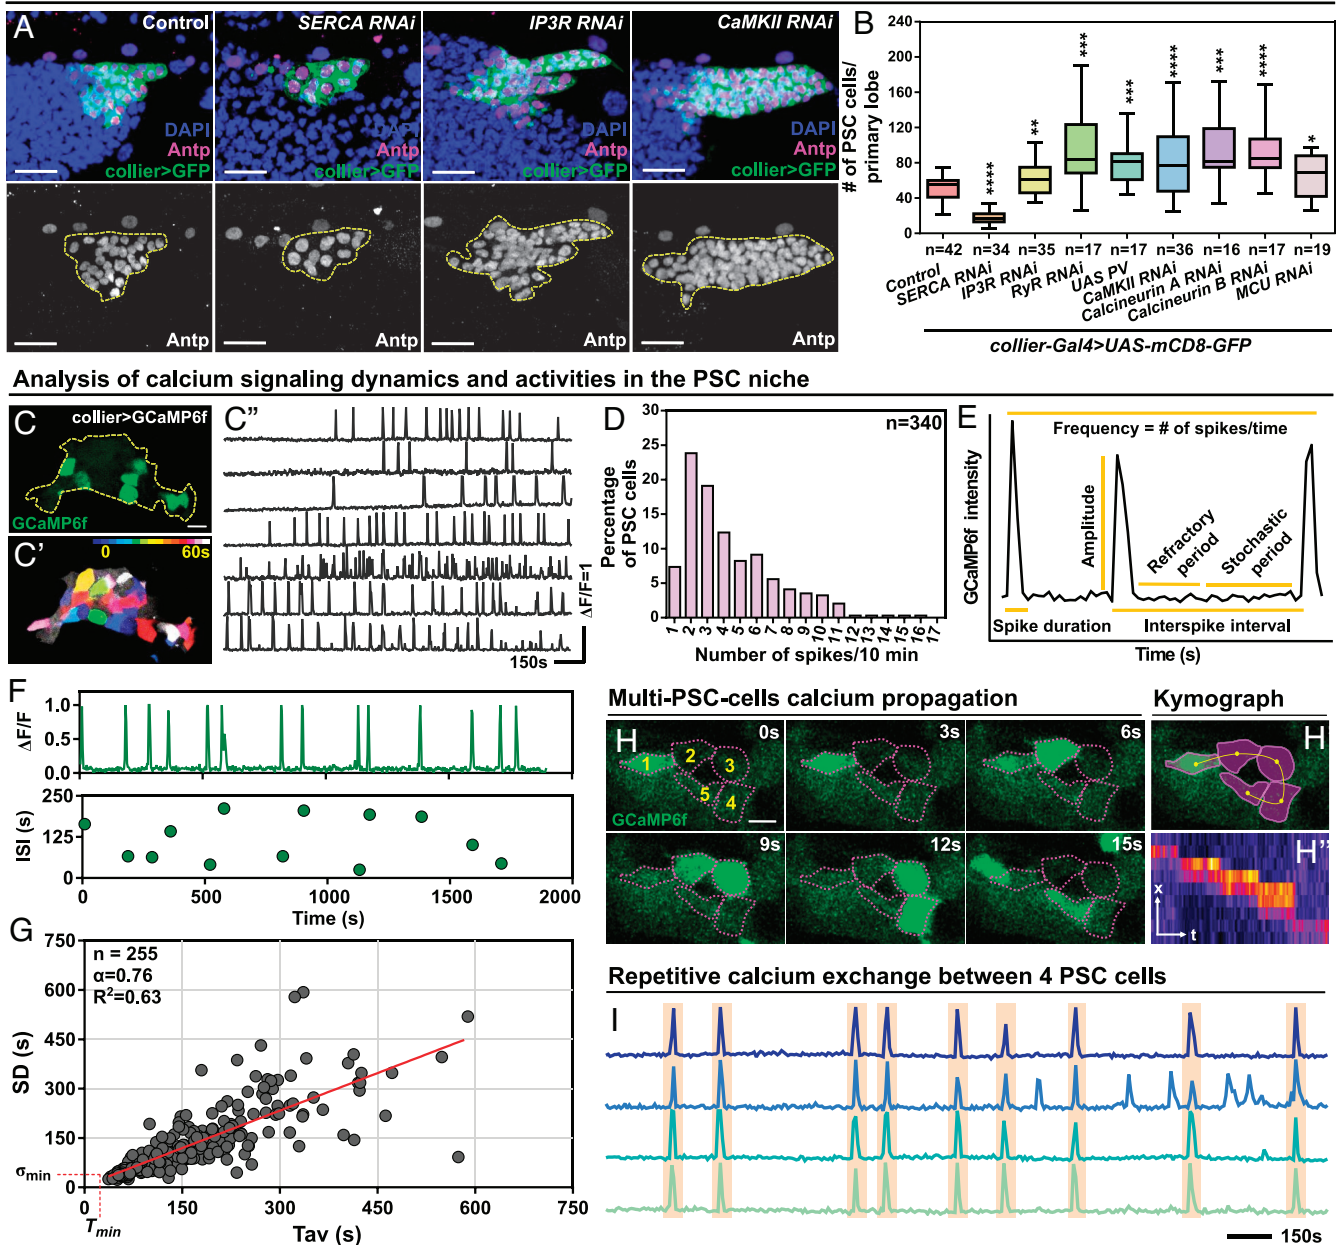 A
Control
SERCA RNAi
IP3R RNAi
CaMKII RNAi
DAPI
Antp
collier>GFP
DAPI
Antp
collier>GFP
DAPI
Antp
collier>GFP
DAPI
Antp
collier>GFP
Antp
Antp
Antp
Antp
B
# of PSC cells/
primary lobe
240
200
160
120
80
40
0
****
**
***
***
****
***
****
*
n=42
n=34
n=35
n=17
n=17
n=36
n=16
n=17
n=19
Control
SERCA RNAi
IP3R RNAi
RyR RNAi
UAS PV
CaMKII RNAi
Calcineurin A RNAi
Calcineurin B RNAi
MCU RNAi
collier-Gal4>UAS-mCD8-GFP
Analysis of calcium signaling dynamics and activities in the PSC niche
C
collier>GCaMP6f
GCaMP6f
C'
0 60s
C"
ΔF/F=1
150s
D
n=340
Percentage
of PSC cells
30
25
20
15
10
5
0
1 2 3 4 5 6 7 8 9 10 11 12 13 14 15 16 17
Number of spikes/10 min
E
Frequency = # of spikes/time
GCaMP6f intensity
Amplitude
Refractory
period
Stochastic
period
Spike duration
Interspike interval
Time (s)
F
ΔF/F
1.0
0.5
0.0
ISI (s)
250
125
0
0 500 1000 1500 2000
Time (s)
G
n = 255
α=0.76
R²=0.63
SD (s)
750
600
450
300
150
0
σmin
0 150 300 450 600 750
Tmin
Tav (s)
Multi-PSC-cells calcium propagation
H
0s
3s
6s
1
2
3
4
5
GCaMP6f
9s
12s
15s
Kymograph
H'
H"
x
t
Repetitive calcium exchange between 4 PSC cells
I
150s